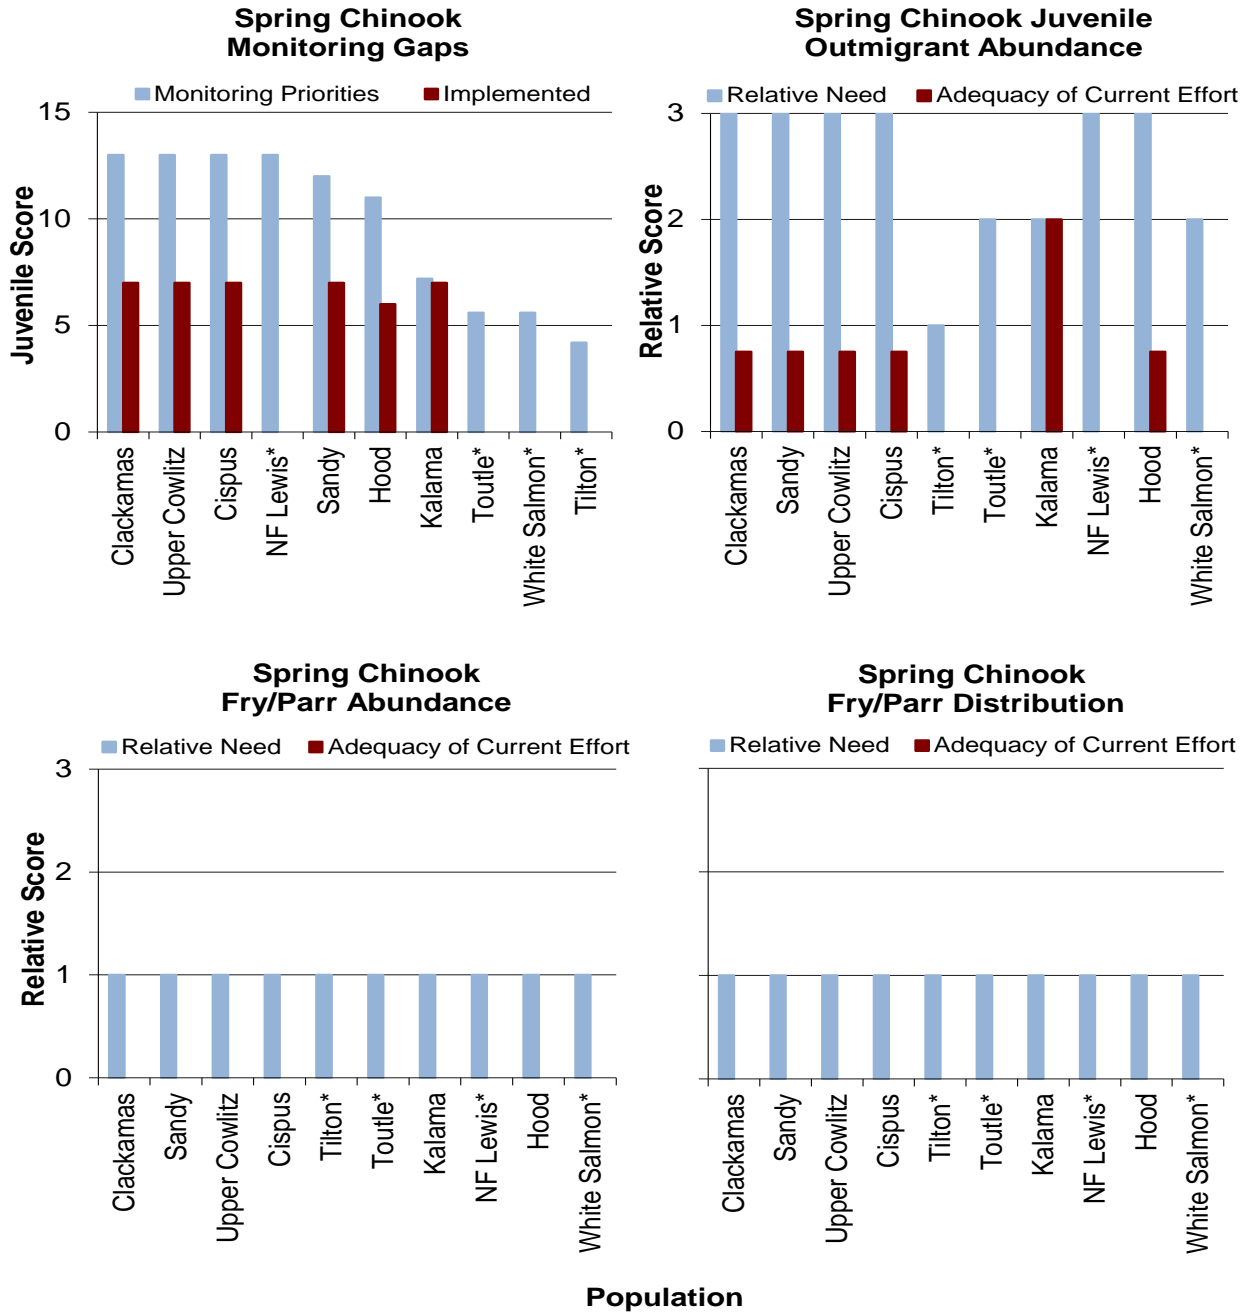 Spring Chinook
Monitoring Gaps
Monitoring Priorities Implemented
Juvenile Score
15
10
5
0
Clackamas
Upper Cowlitz
Cispus
NF Lewis*
Sandy
Hood
Kalama
Toutle*
White Salmon*
Tilton*
Spring Chinook Juvenile
Outmigrant Abundance
Relative Need Adequacy of Current Effort
Relative Score
3
2
1
0
Clackamas
Sandy
Upper Cowlitz
Cispus
Tilton*
Toutle*
Kalama
NF Lewis*
Hood
White Salmon*
Spring Chinook
Fry/Parr Abundance
Relative Need Adequacy of Current Effort
Relative Score
3
2
1
0
Clackamas
Sandy
Upper Cowlitz
Cispus
Tilton*
Toutle*
Kalama
NF Lewis*
Hood
White Salmon*
Spring Chinook
Fry/Parr Distribution
Relative Need Adequacy of Current Effort
Clackamas
Sandy
Upper Cowlitz
Cispus
Tilton*
Toutle*
Kalama
NF Lewis*
Hood
White Salmon*
Population